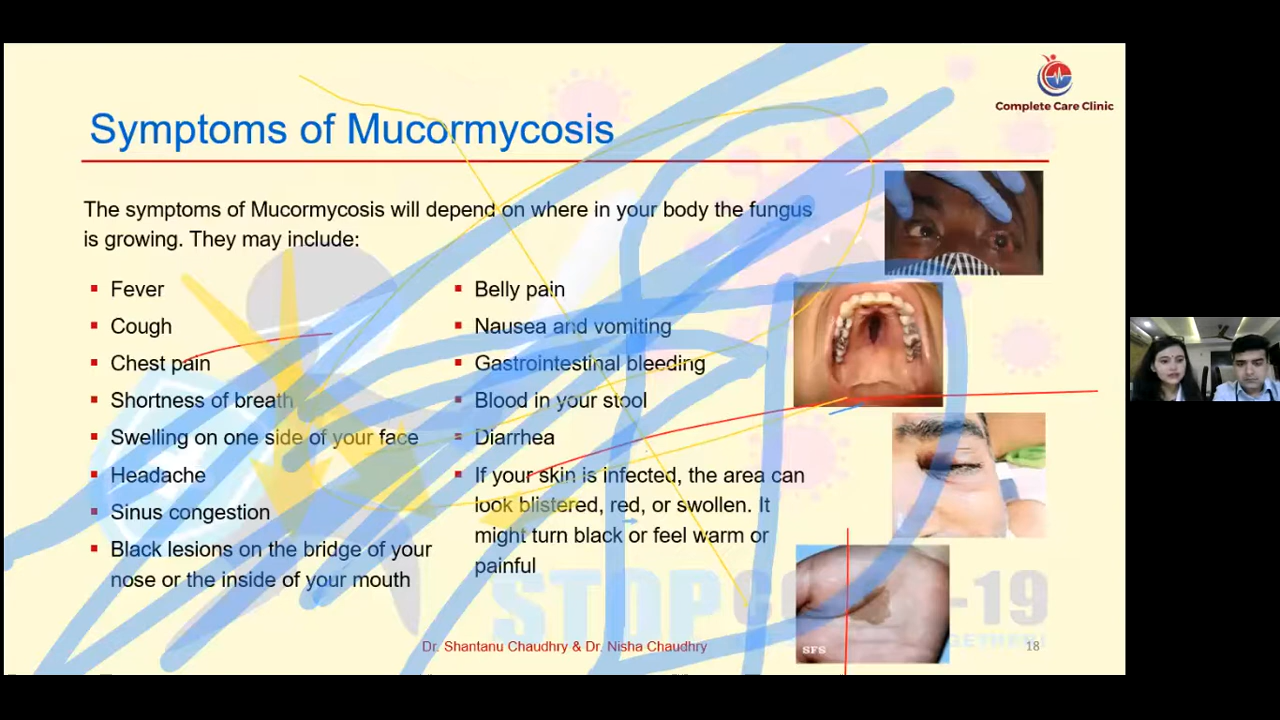 Complete Care Clinic
Symptoms of Mucormycosis
The symptoms of Mucormycosis will depend on where in your body the fungus
is growing. They may include:
▪ Fever
▪ Cough
▪ Chest pain
▪ Shortness of breath
▪ Swelling on one side of your face
▪ Headache
▪ Sinus congestion
▪ Black lesions on the bridge of your
nose or the inside of your mouth
▪ Belly pain
▪ Nausea and vomiting
▪ Gastrointestinal bleeding
▪ Blood in your stool
▪ Diarrhea
▪ If your skin is infected, the area can
look blistered, red, or swollen. It
might turn black or feel warm or
painful
SFS
STOP -19
Dr. Shantanu Chaudhry & Dr. Nisha Chaudhry
18